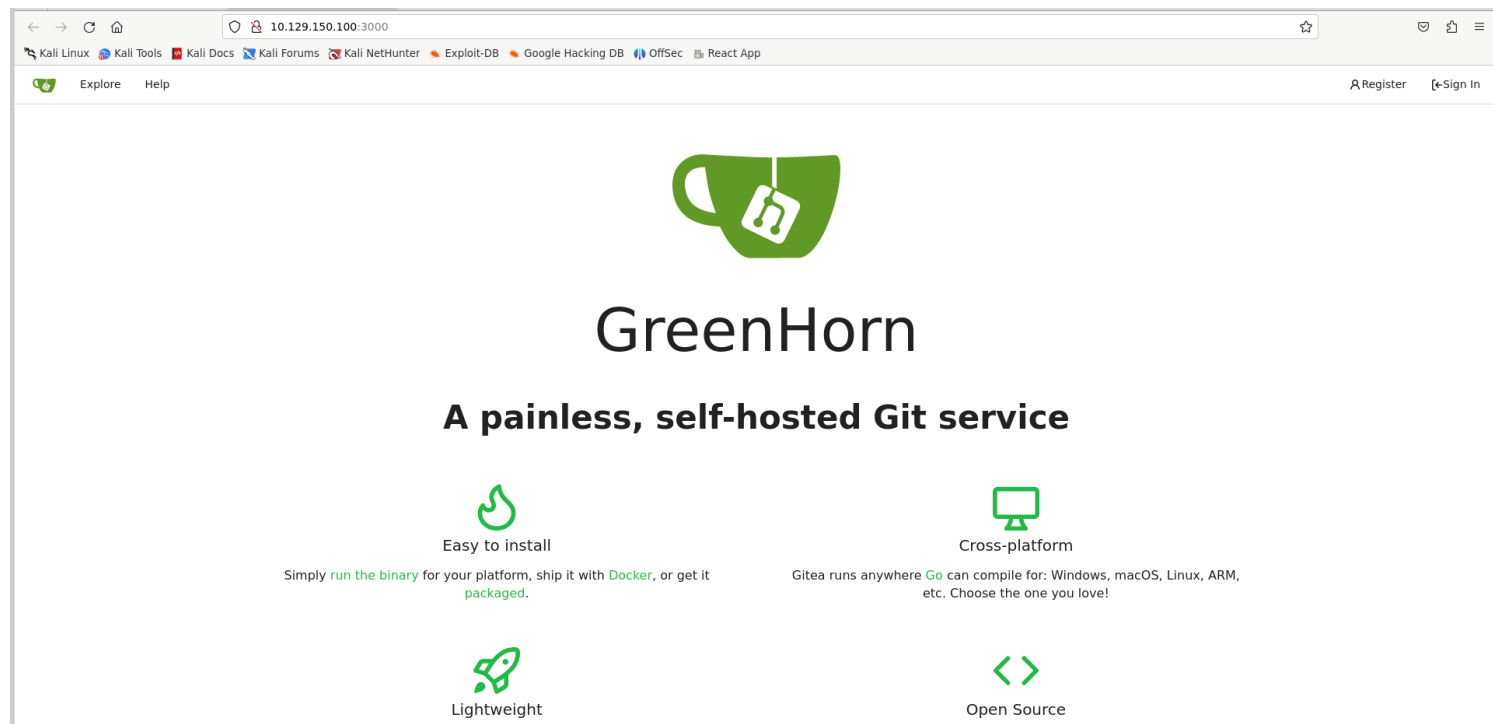 10.129.150.100:3000
Kali Linux Kali Tools Kali Docs Kali Forums Kali NetHunter Exploit-DB Google Hacking DB OffSec React App
Explore Help Register Sign In
GreenHorn
A painless, self-hosted Git service
Easy to install
Simply run the binary for your platform, ship it with Docker, or get it
packaged.
Cross-platform
Gitea runs anywhere Go can compile for: Windows, macOS, Linux, ARM,
etc. Choose the one you love!
Lightweight
Open Source